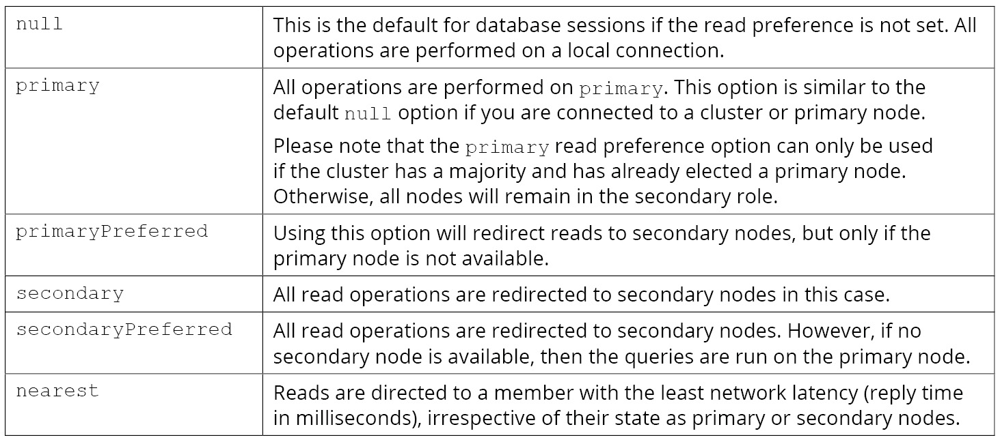 null
This is the default for database sessions if the read preference is not set. All
operations are performed on a local connection.
primary
All operations are performed on primary. This option is similar to the
default null option if you are connected to a cluster or primary node.
Please note that the primary read preference option can only be used
if the cluster has a majority and has already elected a primary node.
Otherwise, all nodes will remain in the secondary role.
primaryPreferred
Using this option will redirect reads to secondary nodes, but only if the
primary node is not available.
secondary
All read operations are redirected to secondary nodes in this case.
secondaryPreferred
All read operations are redirected to secondary nodes. However, if no
secondary node is available, then the queries are run on the primary node.
nearest
Reads are directed to a member with the least network latency (reply time
in milliseconds), irrespective of their state as primary or secondary nodes.